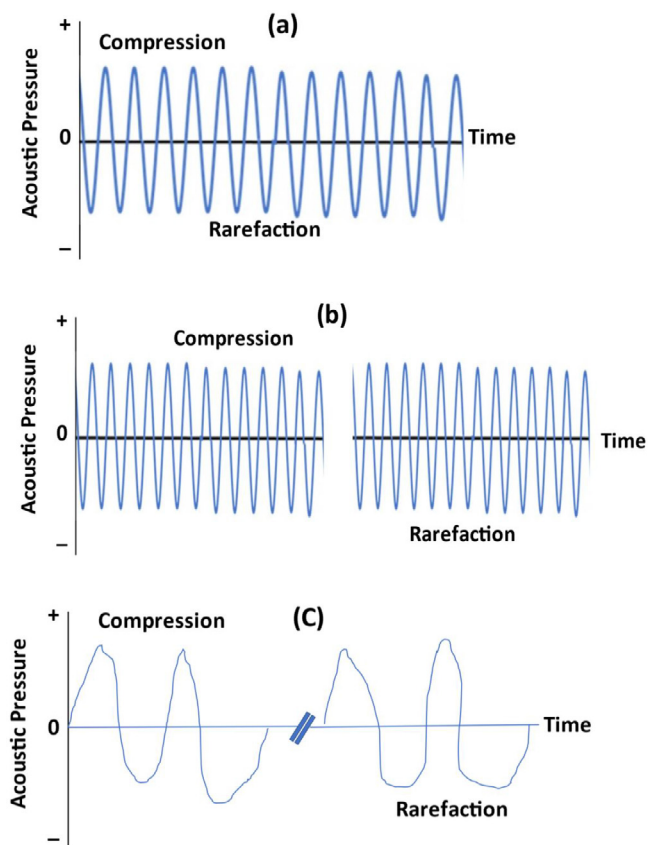 (a)
+
Compression
Acoustic Pressure
0
Time
Rarefaction
–
(b)
+
Compression
Acoustic Pressure
0
Time
Rarefaction
–
(C)
+
Compression
Acoustic Pressure
0
Time
Rarefaction
–